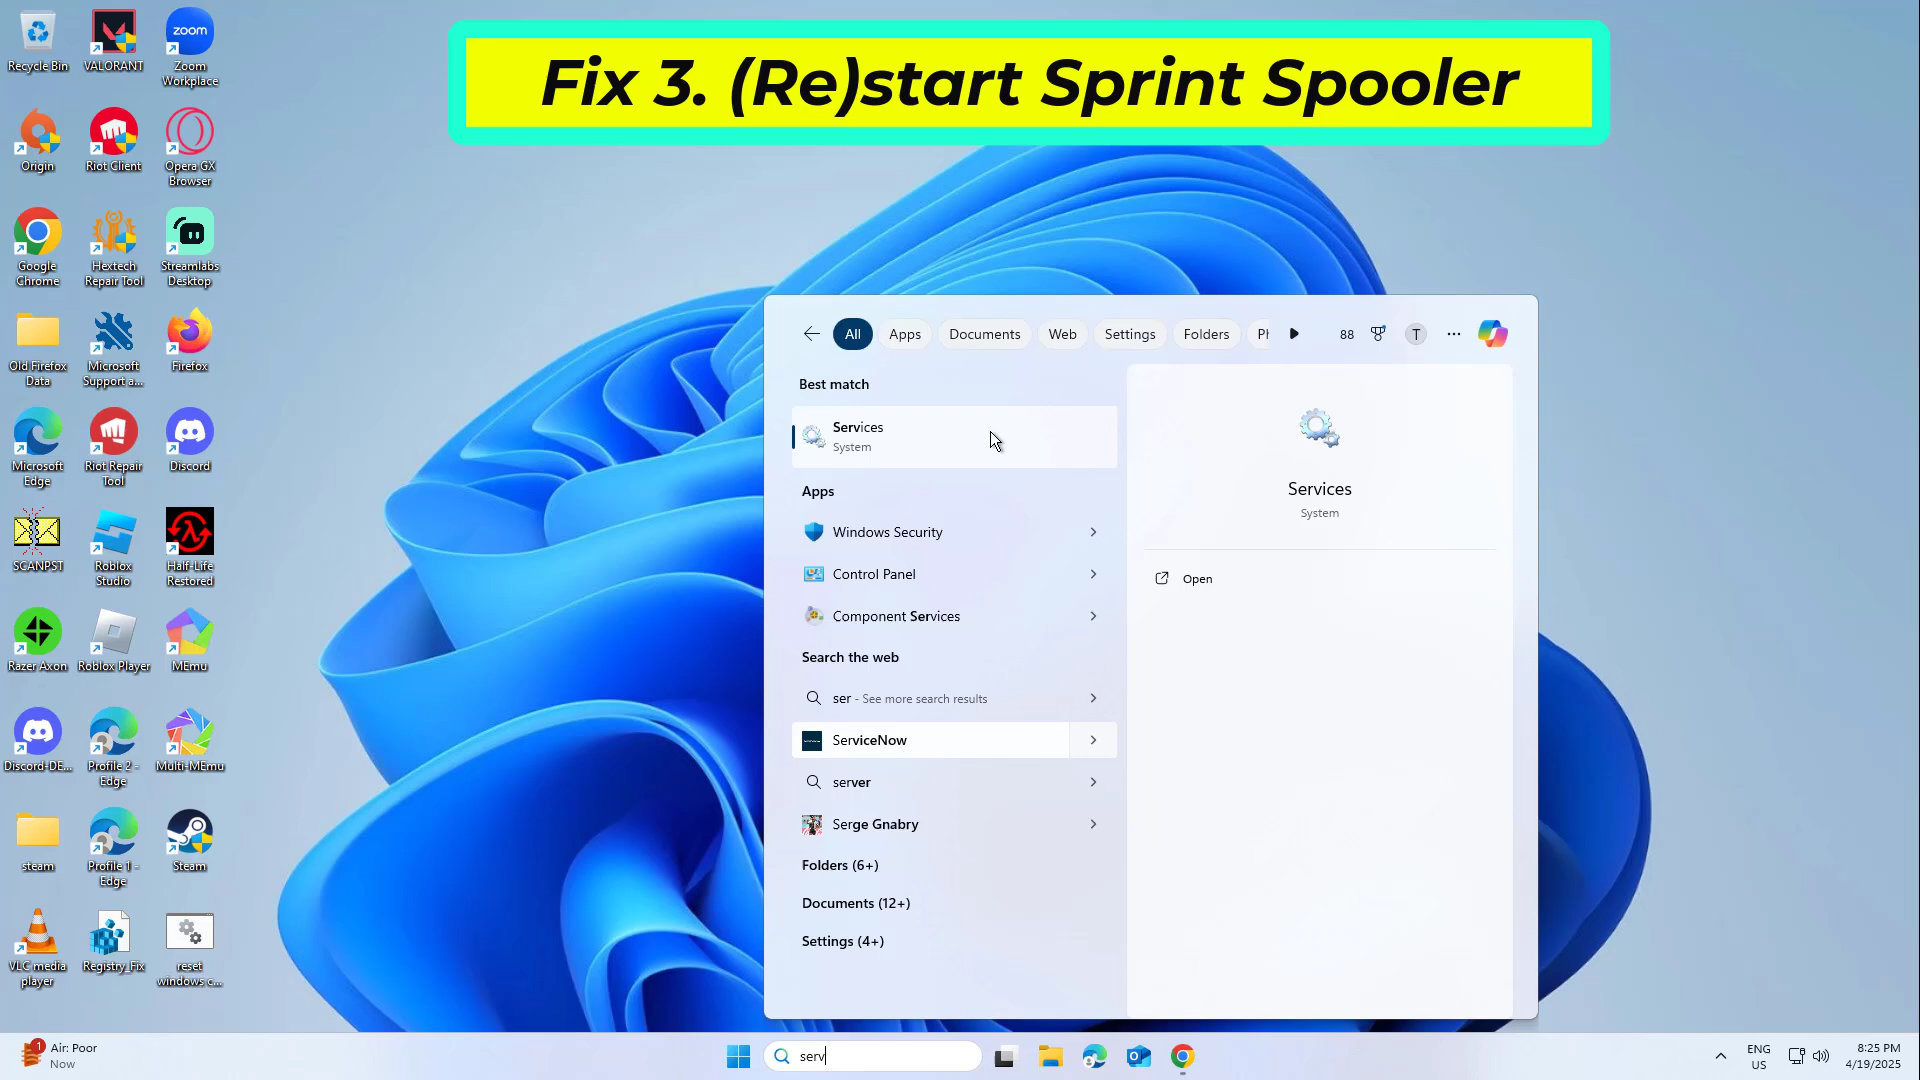 Fix 3. (Re)start Sprint Spooler
Recycle Bin
VALORANT
Zoom
Workplace
zoom
Origin
Riot Client
Opera GX
Browser
Google
Chrome
Hextech
Repair Tool
Streamlabs
Desktop
Old Firefox
Data
Microsoft
Support a...
Firefox
Microsoft
Edge
Riot Repair
Tool
Discord
SCANPST
Roblox
Studio
Half-Life
Restored
Razer Axon
Roblox Player
MEmu
Discord-DE...
Profile 2 -
Edge
Multi-MEmu
steam
Profile 1 -
Edge
Steam
VLC media
player
Registry_Fix
reset
windows c...
All
Apps
Documents
Web
Settings
Folders
Ph
88
T
Best match
Services
System
Apps
Windows Security
Control Panel
Component Services
Search the web
ser - See more search results
ServiceNow
server
Serge Gnabry
Folders (6+)
Documents (12+)
Settings (4+)
Services
System
Open
1
Air: Poor
Now
serv
ENG
US
8:25 PM
4/19/2025